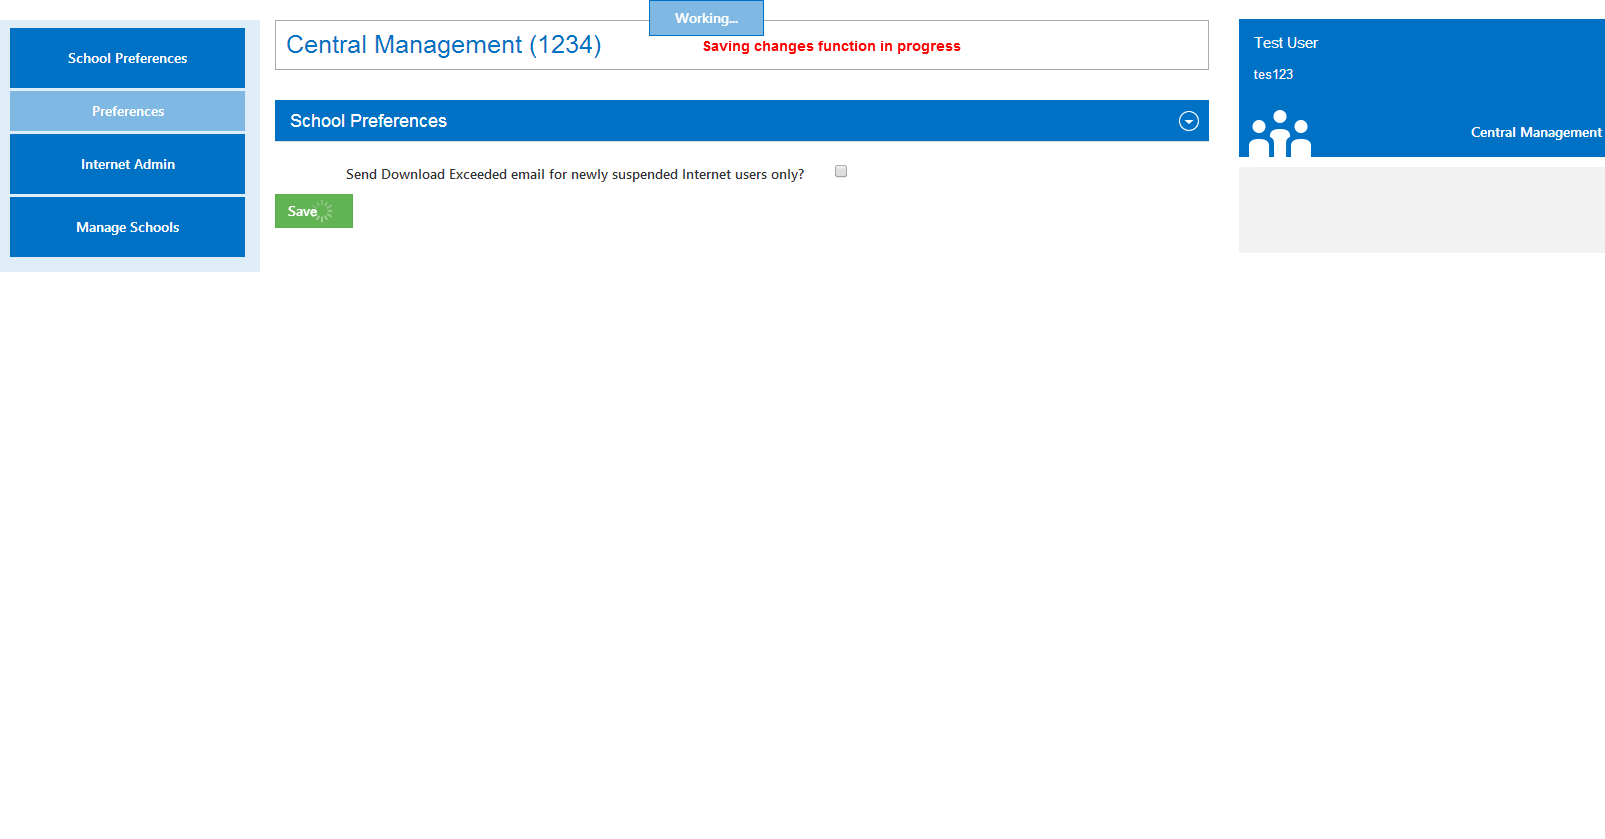 Working...
School Preferences
Preferences
Internet Admin
Manage Schools
Central Management (1234)
Saving changes function in progress
School Preferences
Send Download Exceeded email for newly suspended Internet users only?
Save
Test User
tes123
Central Management